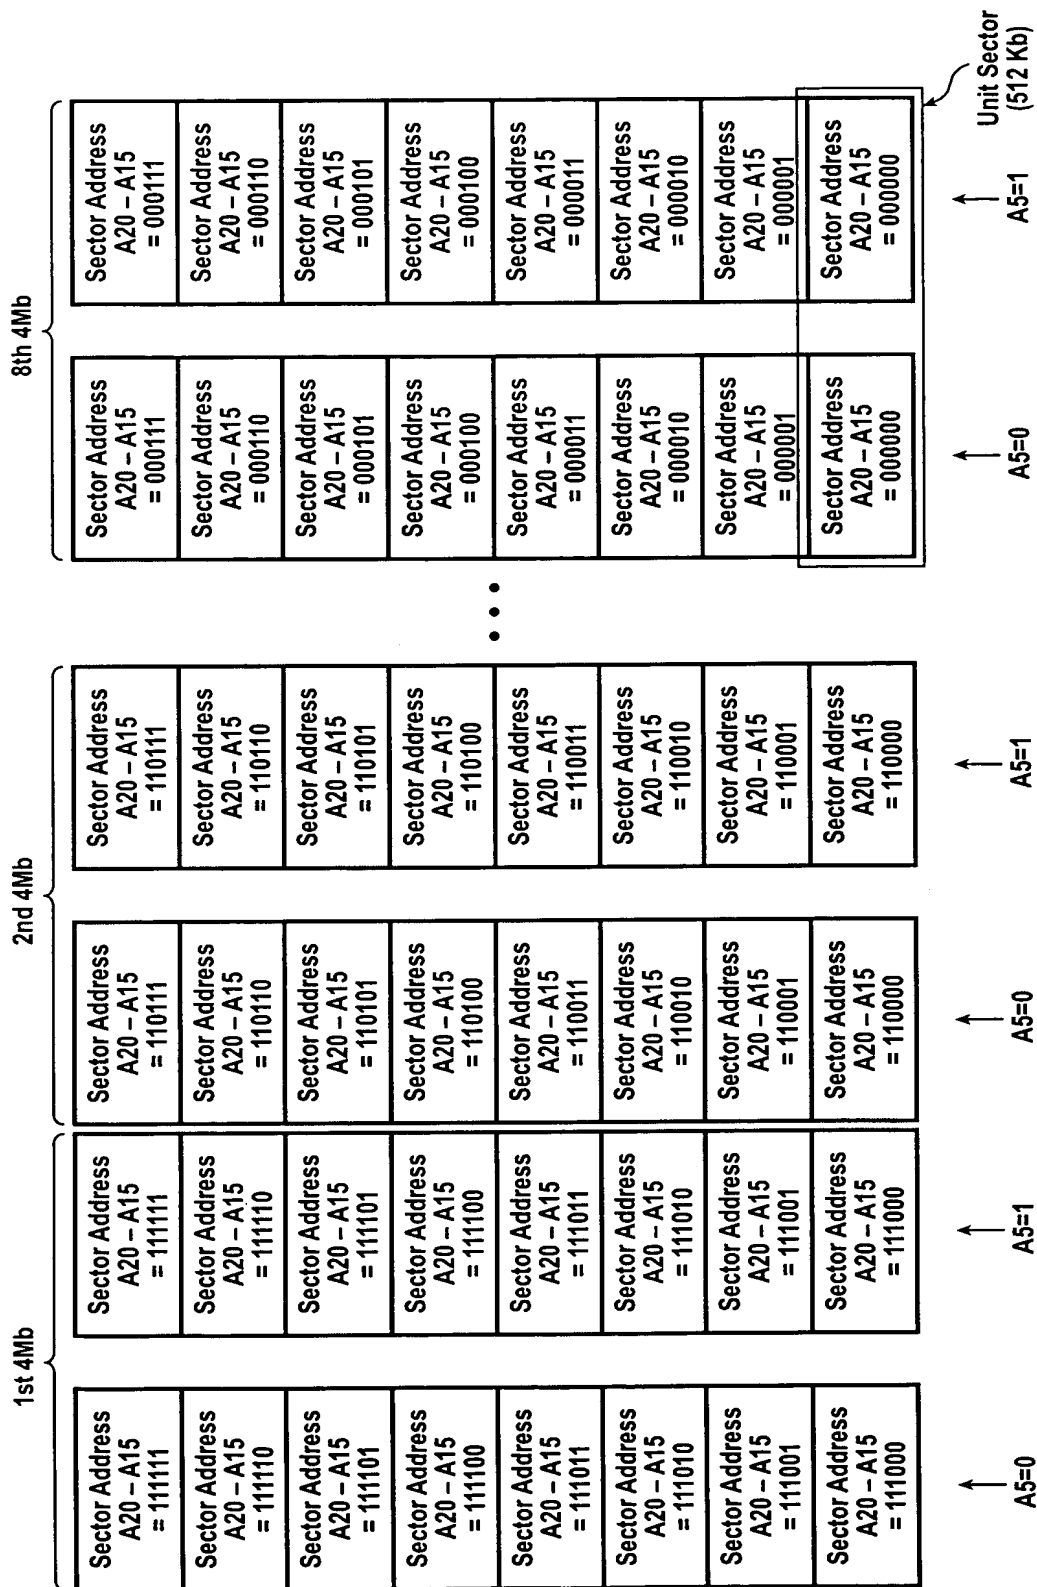 1st 4Mb
Sector Address
A20 – A15
= 111111
Sector Address
A20 – A15
= 111110
Sector Address
A20 – A15
= 111101
Sector Address
A20 – A15
= 111100
Sector Address
A20 – A15
= 111011
Sector Address
A20 – A15
= 111010
Sector Address
A20 – A15
= 111001
Sector Address
A20 – A15
= 111000
A5=0
Sector Address
A20 – A15
= 111111
Sector Address
A20 – A15
= 111110
Sector Address
A20 – A15
= 111101
Sector Address
A20 – A15
= 111100
Sector Address
A20 – A15
= 111011
Sector Address
A20 – A15
= 111010
Sector Address
A20 – A15
= 111001
Sector Address
A20 – A15
= 111000
A5=1
2nd 4Mb
Sector Address
A20 – A15
= 110111
Sector Address
A20 – A15
= 110110
Sector Address
A20 – A15
= 110101
Sector Address
A20 – A15
= 110100
Sector Address
A20 – A15
= 110011
Sector Address
A20 – A15
= 110010
Sector Address
A20 – A15
= 110001
Sector Address
A20 – A15
= 110000
A5=0
Sector Address
A20 – A15
= 110111
Sector Address
A20 – A15
= 110110
Sector Address
A20 – A15
= 110101
Sector Address
A20 – A15
= 110100
Sector Address
A20 – A15
= 110011
Sector Address
A20 – A15
= 110010
Sector Address
A20 – A15
= 110001
Sector Address
A20 – A15
= 110000
A5=1
• • •
8th 4Mb
Sector Address
A20 – A15
= 000111
Sector Address
A20 – A15
= 000110
Sector Address
A20 – A15
= 000101
Sector Address
A20 – A15
= 000100
Sector Address
A20 – A15
= 000011
Sector Address
A20 – A15
= 000010
Sector Address
A20 – A15
= 000001
Sector Address
A20 – A15
= 000000
A5=0
Sector Address
A20 – A15
= 000111
Sector Address
A20 – A15
= 000110
Sector Address
A20 – A15
= 000101
Sector Address
A20 – A15
= 000100
Sector Address
A20 – A15
= 000011
Sector Address
A20 – A15
= 000010
Sector Address
A20 – A15
= 000001
Sector Address
A20 – A15
= 000000
A5=1
Unit Sector
(512 Kb)